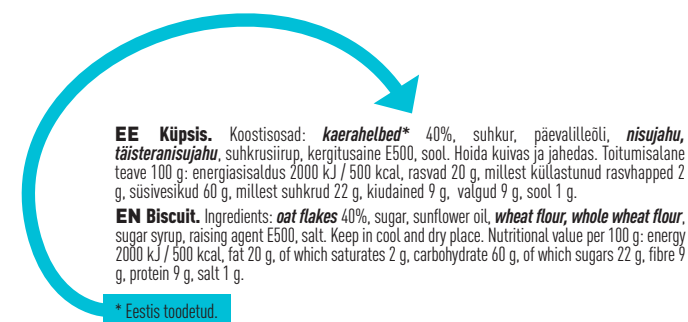 EE Küpsis. Koostisosad: kaerahelbed* 40%, suhkur, päevalilleõli, nisujahu,
täisteranisujahu, suhkrusiirup, kergitusaine E500, sool. Hoida kuivas ja jahedas. Toitumisalane
teave 100 g: energiasisaldus 2000 kJ / 500 kcal, rasvad 20 g, millest küllastunud rasvhapped 2
g, süsivesikud 60 g, millest suhkrud 22 g, kiudained 9 g, valgud 9 g, sool 1 g.
EN Biscuit. Ingredients: oat flakes 40%, sugar, sunflower oil, wheat flour, whole wheat flour,
sugar syrup, raising agent E500, salt. Keep in cool and dry place. Nutritional value per 100 g: energy
2000 kJ / 500 kcal, fat 20 g, of which saturates 2 g, carbohydrate 60 g, of which sugars 22 g, fibre 9
g, protein 9 g, salt 1 g.
* Eestis toodetud.